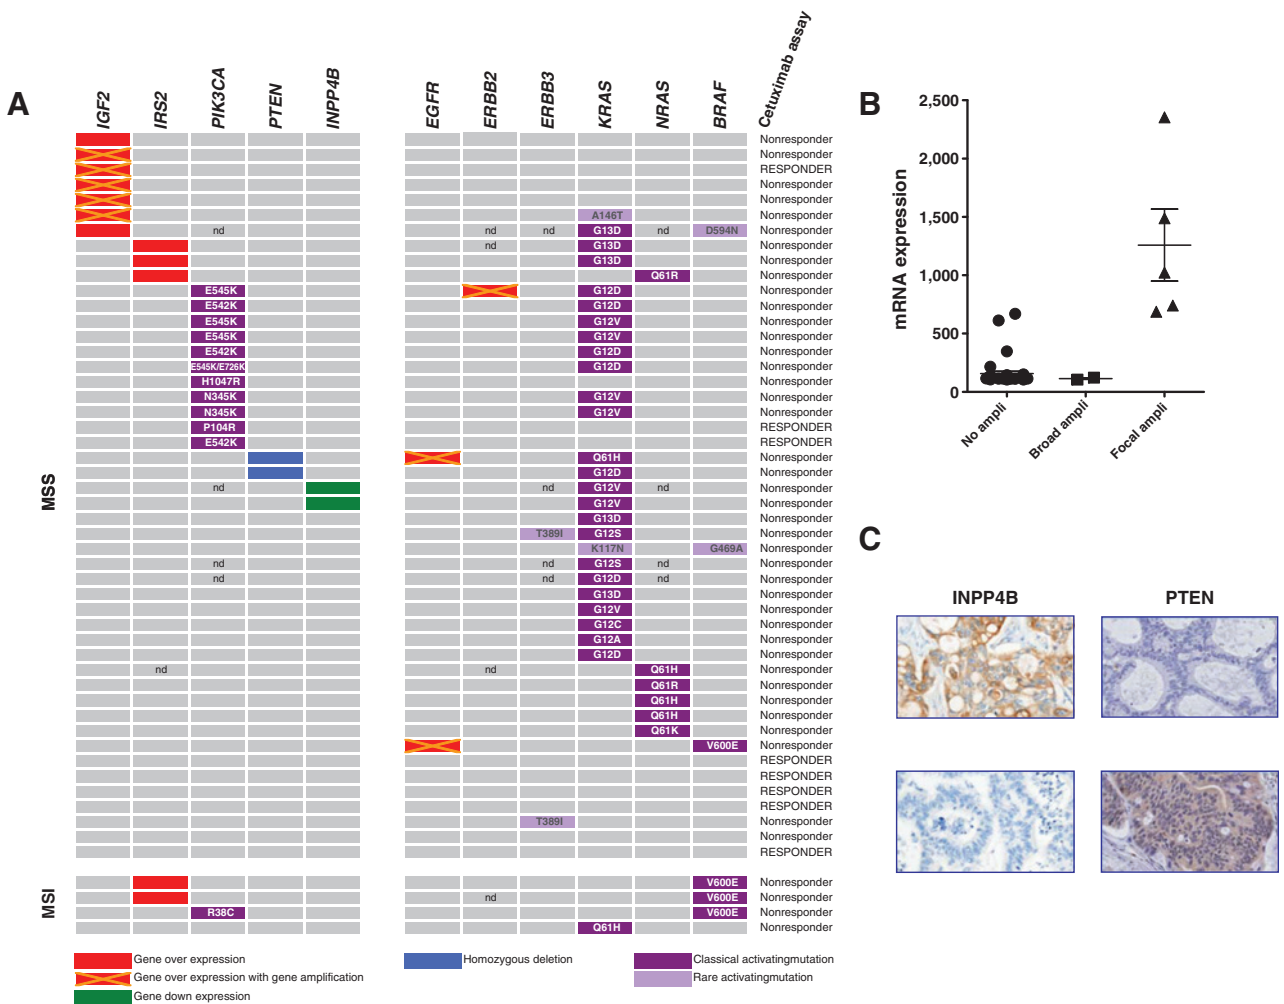 A
IGF2
IRS2
PIK3CA
PTEN
INPP4B
EGFR
ERBB2
ERBB3
KRAS
NRAS
BRAF
Cetuximab assay
Nonresponder
Nonresponder
RESPONDER
Nonresponder
Nonresponder
A146T Nonresponder
nd nd nd G13D nd D594N Nonresponder
nd G13D Nonresponder
G13D Nonresponder
Q61R Nonresponder
E545K G12D Nonresponder
E542K G12D Nonresponder
E545K G12V Nonresponder
E545K G12V Nonresponder
E542K G12D Nonresponder
E545K/E726K G12D Nonresponder
H1047R Nonresponder
N345K G12V Nonresponder
N345K G12V Nonresponder
P104R RESPONDER
E542K RESPONDER
Q61H Nonresponder
G12D Nonresponder
nd nd G12V nd Nonresponder
G12V Nonresponder
G13D Nonresponder
T389I G12S Nonresponder
K117N G469A Nonresponder
nd nd G12S nd Nonresponder
nd nd G12D nd Nonresponder
G13D Nonresponder
G12V Nonresponder
G12C Nonresponder
G12A Nonresponder
G12D Nonresponder
nd nd Q61H Nonresponder
Q61R Nonresponder
Q61H Nonresponder
Q61H Nonresponder
Q61K Nonresponder
V600E Nonresponder
RESPONDER
RESPONDER
RESPONDER
RESPONDER
T389I Nonresponder
Nonresponder
RESPONDER
MSS
V600E Nonresponder
nd V600E Nonresponder
R38C V600E Nonresponder
Q61H Nonresponder
MSI
Gene over expression
Gene over expression with gene amplification
Gene down expression
Homozygous deletion
Classical activatingmutation
Rare activatingmutation
B
mRNA expression
2,500
2,000
1,500
1,000
500
0
No ampli
Broad ampli
Focal ampli
C
INPP4B PTEN